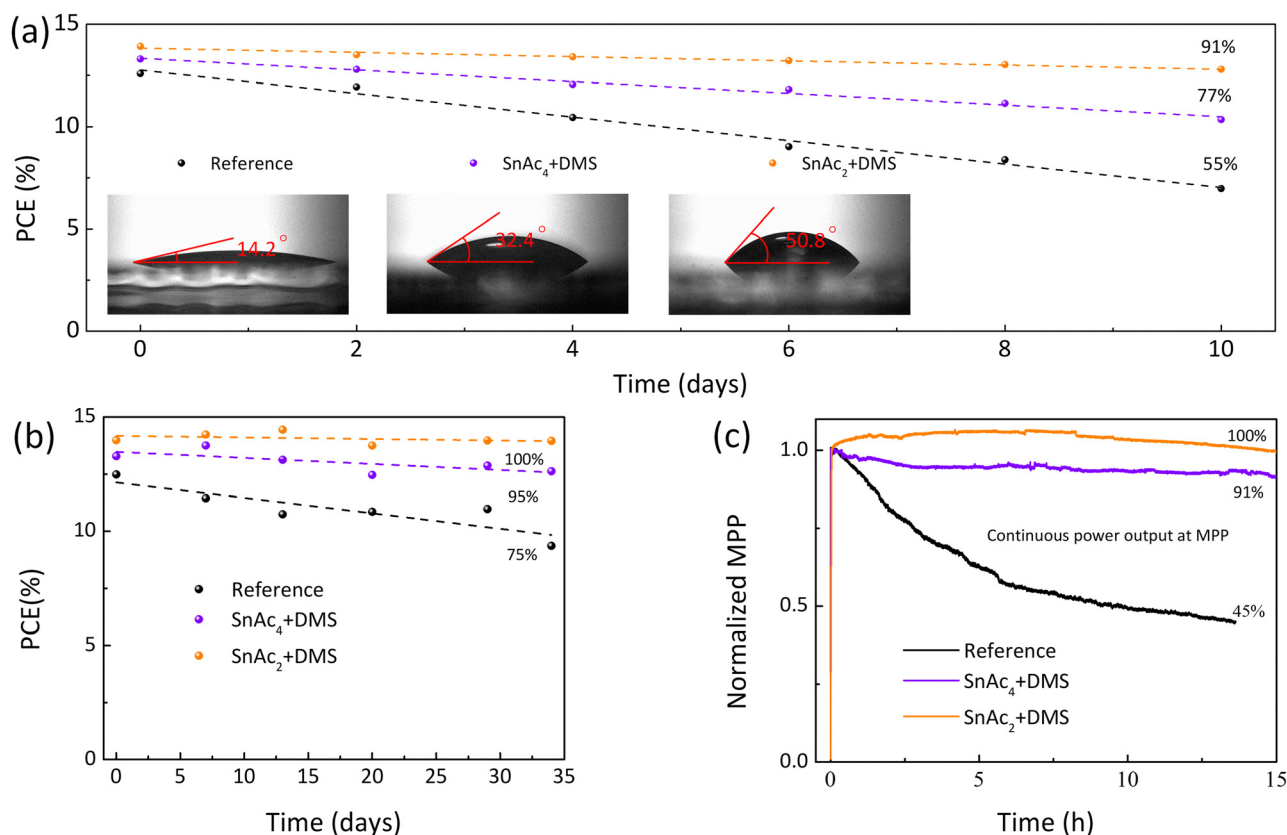 (a)
15
10
5
0
PCE (%)
91%
77%
55%
Reference
SnAc₄+DMS
SnAc₂+DMS
14.2°
32.4°
50.8°
0 2 4 6 8 10
Time (days)
(b)
15
10
5
0
PCE(%)
100%
95%
75%
Reference
SnAc₄+DMS
SnAc₂+DMS
0 5 10 15 20 25 30 35
Time (days)
(c)
1.0
0.5
0.0
Normalized MPP
100%
91%
Continuous power output at MPP
45%
Reference
SnAc₄+DMS
SnAc₂+DMS
0 5 10 15
Time (h)